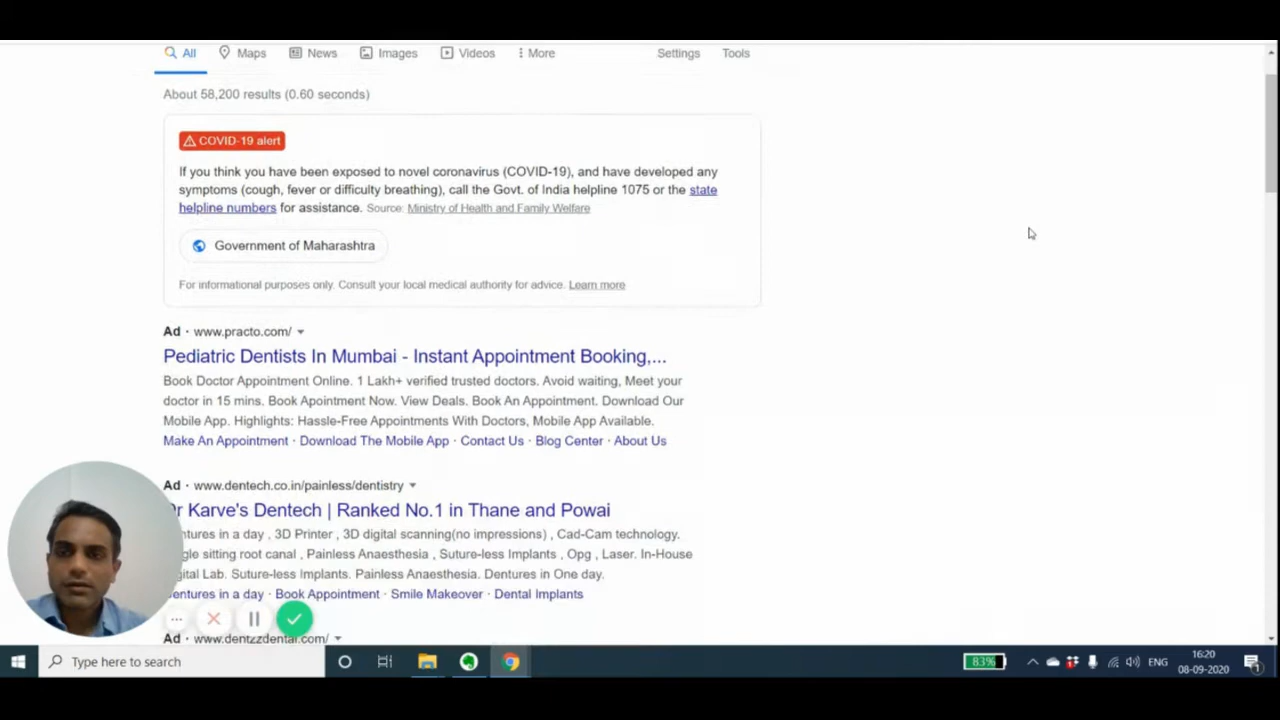 All Maps News Images Videos More Settings Tools
About 58,200 results (0.60 seconds)
COVID-19 alert
If you think you have been exposed to novel coronavirus (COVID-19), and have developed any
symptoms (cough, fever or difficulty breathing), call the Govt. of India helpline 1075 or the state
helpline numbers for assistance. Source: Ministry of Health and Family Welfare
Government of Maharashtra
For informational purposes only. Consult your local medical authority for advice. Learn more
Ad · www.practo.com/
Pediatric Dentists In Mumbai - Instant Appointment Booking,...
Book Doctor Appointment Online. 1 Lakh+ verified trusted doctors. Avoid waiting, Meet your
doctor in 15 mins. Book Apointment Now. View Deals. Book An Appointment. Download Our
Mobile App. Highlights: Hassle-Free Appointments With Doctors, Mobile App Available.
Make An Appointment · Download The Mobile App · Contact Us · Blog Center · About Us
Ad · www.dentech.co.in/painless/dentistry
Dr Karve's Dentech | Ranked No.1 in Thane and Powai
entures in a day , 3D Printer , 3D digital scanning(no impressions) , Cad-Cam technology.
gle sitting root canal , Painless Anaesthesia , Suture-less Implants , Opg , Laser. In-House
gital Lab. Suture-less Implants. Painless Anaesthesia. Dentures in One day.
entures in a day · Book Appointment · Smile Makeover · Dental Implants
Ad · www.dentzzdental.com/
Type here to search
83%
ENG
16:20
08-09-2020
1